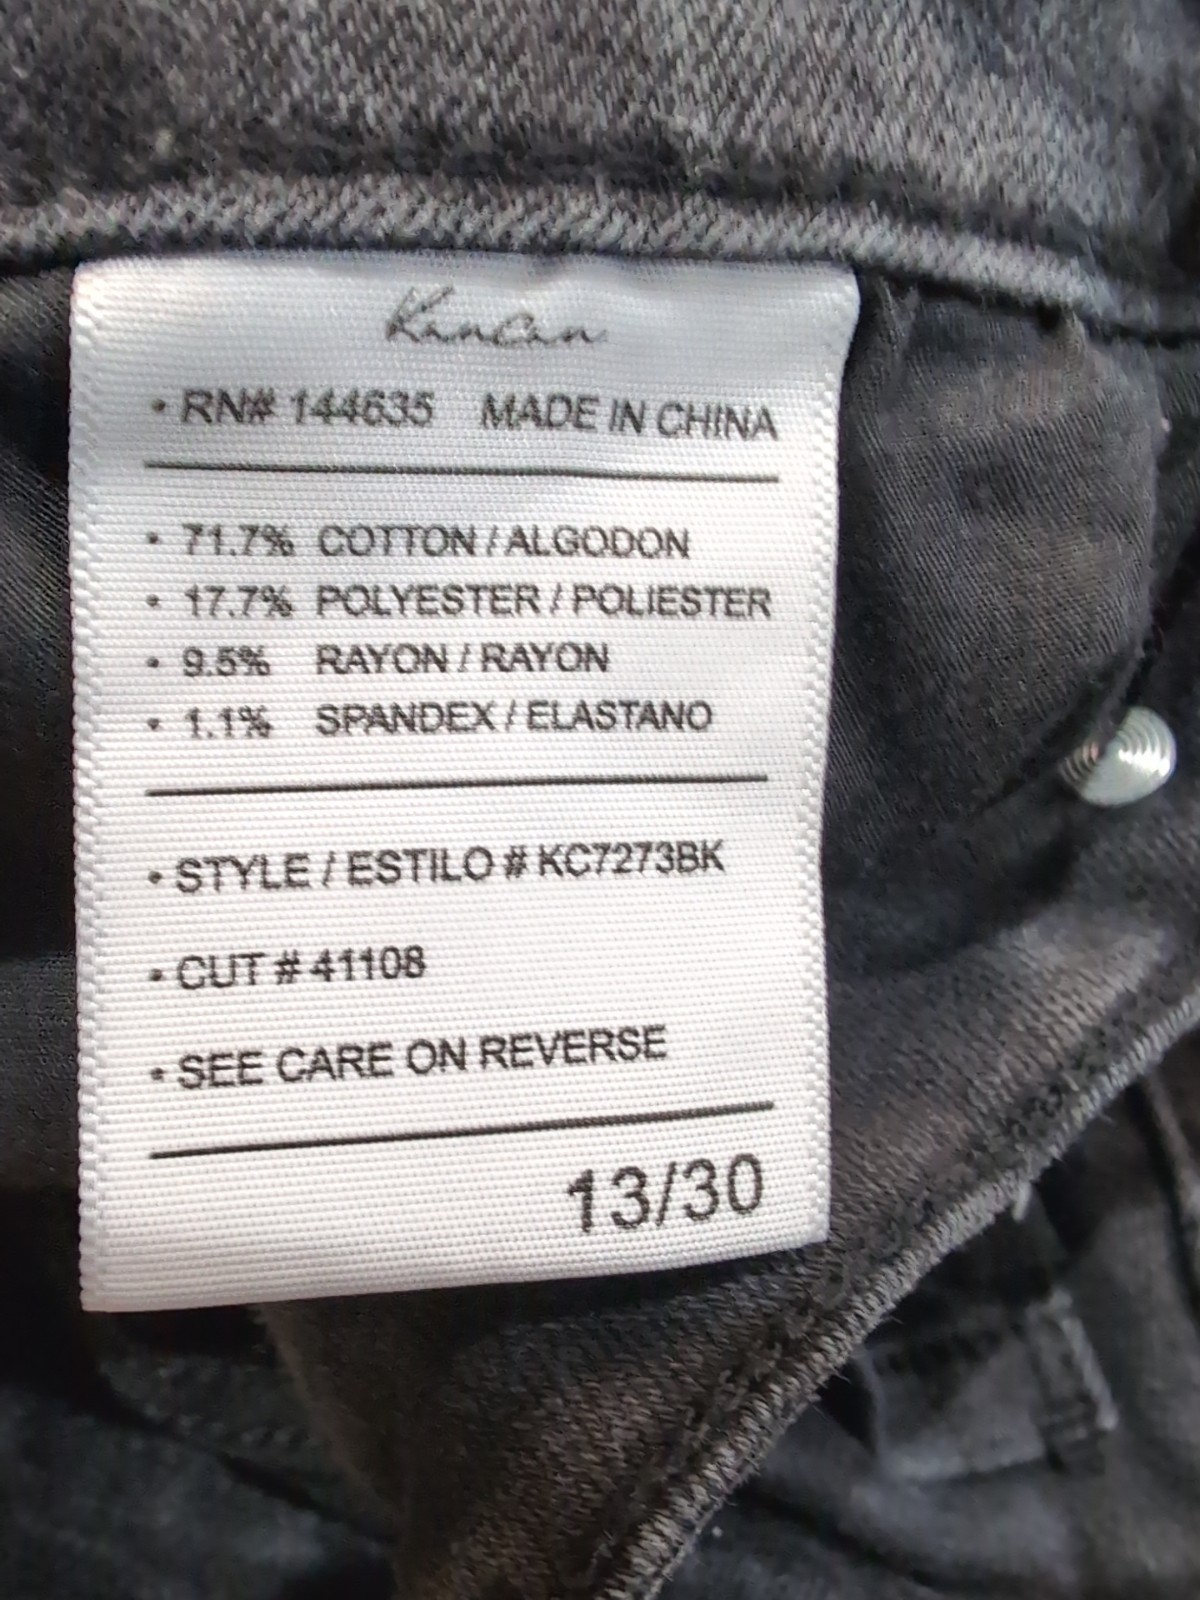 KanCan
• RN# 144635 MADE IN CHINA
• 71.7% COTTON / ALGODON
• 17.7% POLYESTER / POLIESTER
• 9.5% RAYON / RAYON
• 1.1% SPANDEX / ELASTANO
• STYLE / ESTILO # KC7273BK
• CUT # 41108
• SEE CARE ON REVERSE
13/30